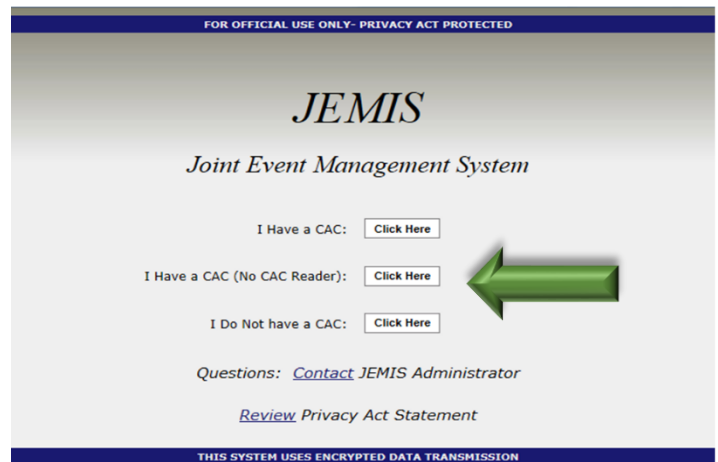 FOR OFFICIAL USE ONLY- PRIVACY ACT PROTECTED
JEMIS
Joint Event Management System
I Have a CAC: Click Here
I Have a CAC (No CAC Reader): Click Here
I Do Not have a CAC: Click Here
Questions: Contact JEMIS Administrator
Review Privacy Act Statement
THIS SYSTEM USES ENCRYPTED DATA TRANSMISSION